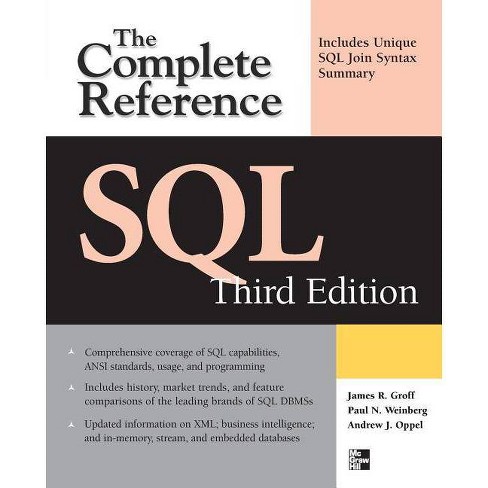 The
Complete
Reference
Includes Unique
SQL Join Syntax
Summary
SQL
Third Edition
Comprehensive coverage of SQL capabilities,
ANSI standards, usage, and programming
Includes history, market trends, and feature
comparisons of the leading brands of SQL DBMSs
Updated information on XML; business intelligence;
and in-memory, stream, and embedded databases
James R. Groff
Paul N. Weinberg
Andrew J. Oppel
Mc
Graw
Hill